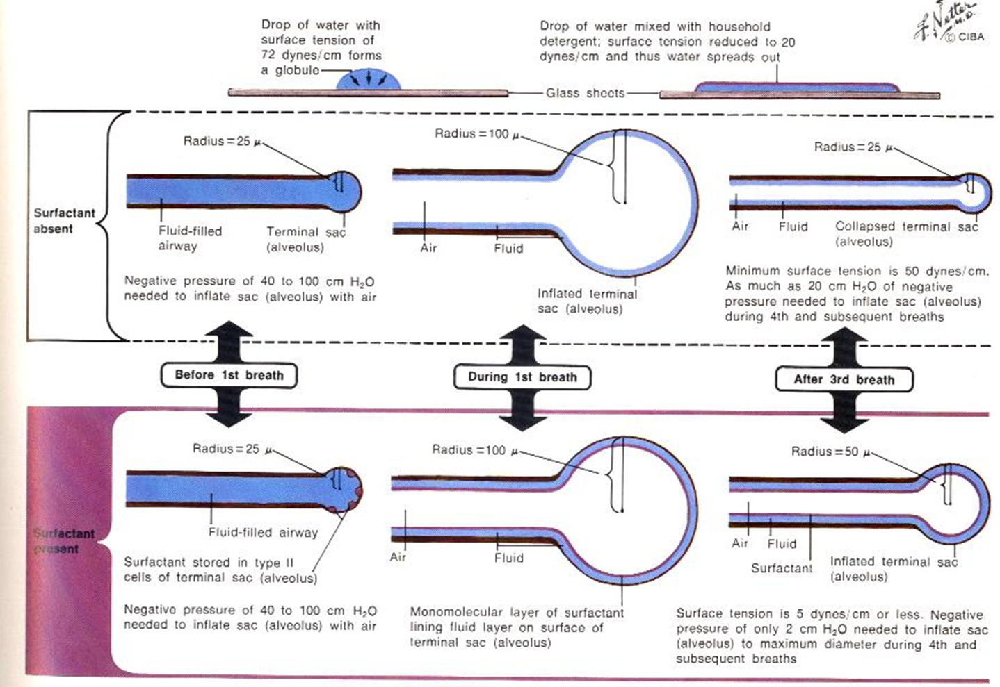 Drop of water with
surface tension of
72 dynes/cm forms
a globule
Drop of water mixed with household
detergent; surface tension reduced to 20
dynes/cm and thus water spreads out
F. Netter
M.D.
© CIBA
Glass sheets
Surfactant
absent
Radius = 25 μ
Fluid-filled
airway
Terminal sac
(alveolus)
Negative pressure of 40 to 100 cm H₂O
needed to inflate sac (alveolus) with air
Radius = 100 μ
Air
Fluid
Inflated terminal
sac (alveolus)
Radius = 25 μ
Air
Fluid
Collapsed terminal sac
(alveolus)
Minimum surface tension is 50 dynes/cm.
As much as 20 cm H₂O of negative
pressure needed to inflate sac (alveolus)
during 4th and subsequent breaths
Before 1st breath
During 1st breath
After 3rd breath
Surfactant
present
Radius = 25 μ
Fluid-filled airway
Surfactant stored in type II
cells of terminal sac (alveolus)
Negative pressure of 40 to 100 cm H₂O
needed to inflate sac (alveolus) with air
Radius = 100 μ
Air
Fluid
Monomolecular layer of surfactant
lining fluid layer on surface of
terminal sac (alveolus)
Radius = 50 μ
Air
Fluid
Surfactant
Inflated terminal sac
(alveolus)
Surface tension is 5 dynes/cm or less. Negative
pressure of only 2 cm H₂O needed to inflate sac
(alveolus) to maximum diameter during 4th and
subsequent breaths